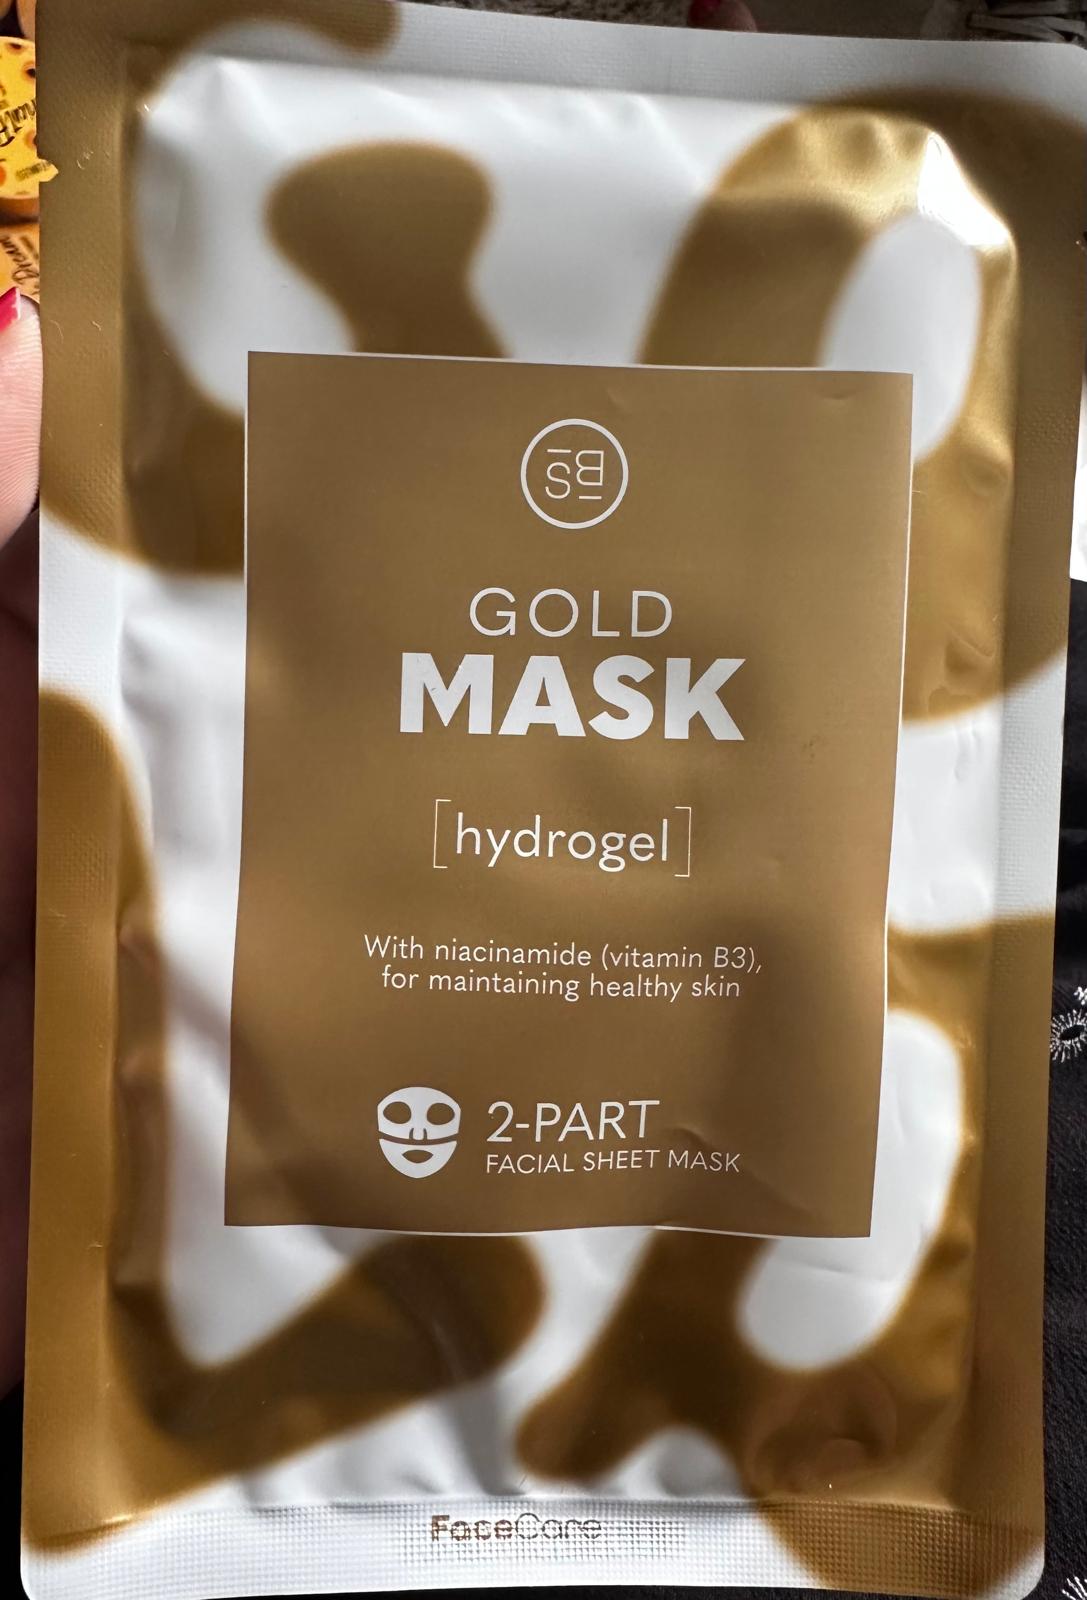 BS
GOLD
MASK
[hydrogel]
With niacinamide (vitamin B3),
for maintaining healthy skin
2-PART
FACIAL SHEET MASK
FaceCare